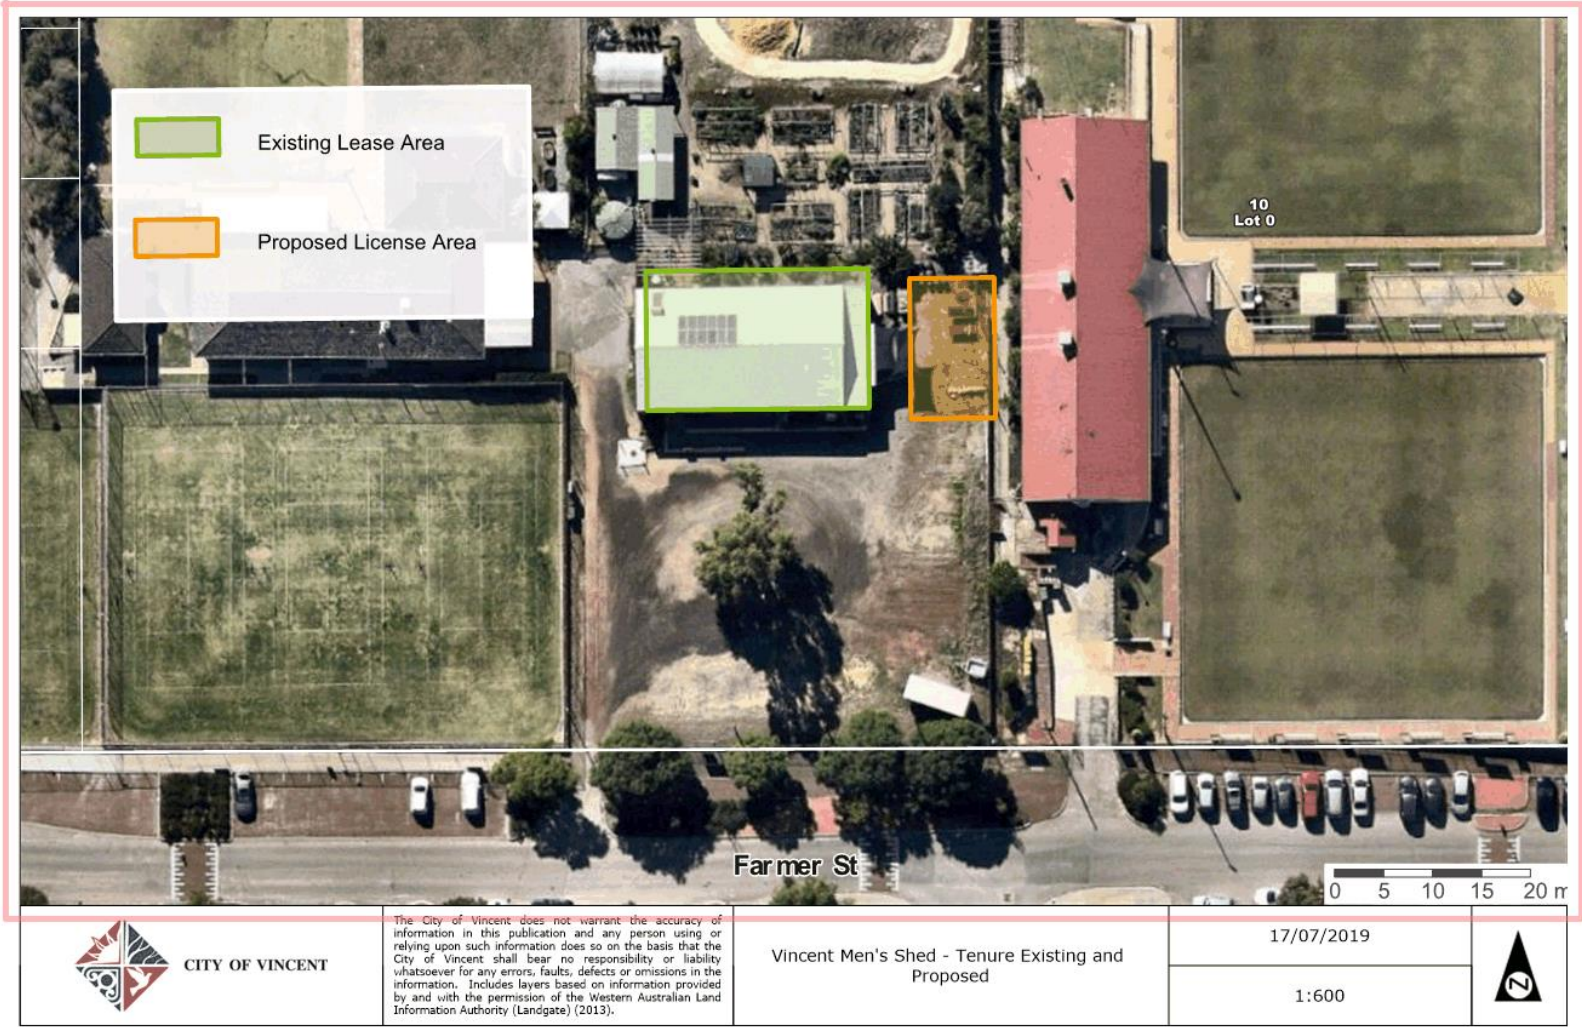 Existing Lease Area
Proposed License Area
10
Lot 0
Farmer St
0 5 10 15 20 m
CITY OF VINCENT
The City of Vincent does not warrant the accuracy of
information in this publication and any person using or
relying upon such information does so on the basis that the
City of Vincent shall bear no responsibility or liability
whatsoever for any errors, faults, defects or omissions in the
information. Includes layers based on information provided
by and with the permission of the Western Australian Land
Information Authority (Landgate) (2013).
Vincent Men's Shed - Tenure Existing and
Proposed
17/07/2019
1:600
N